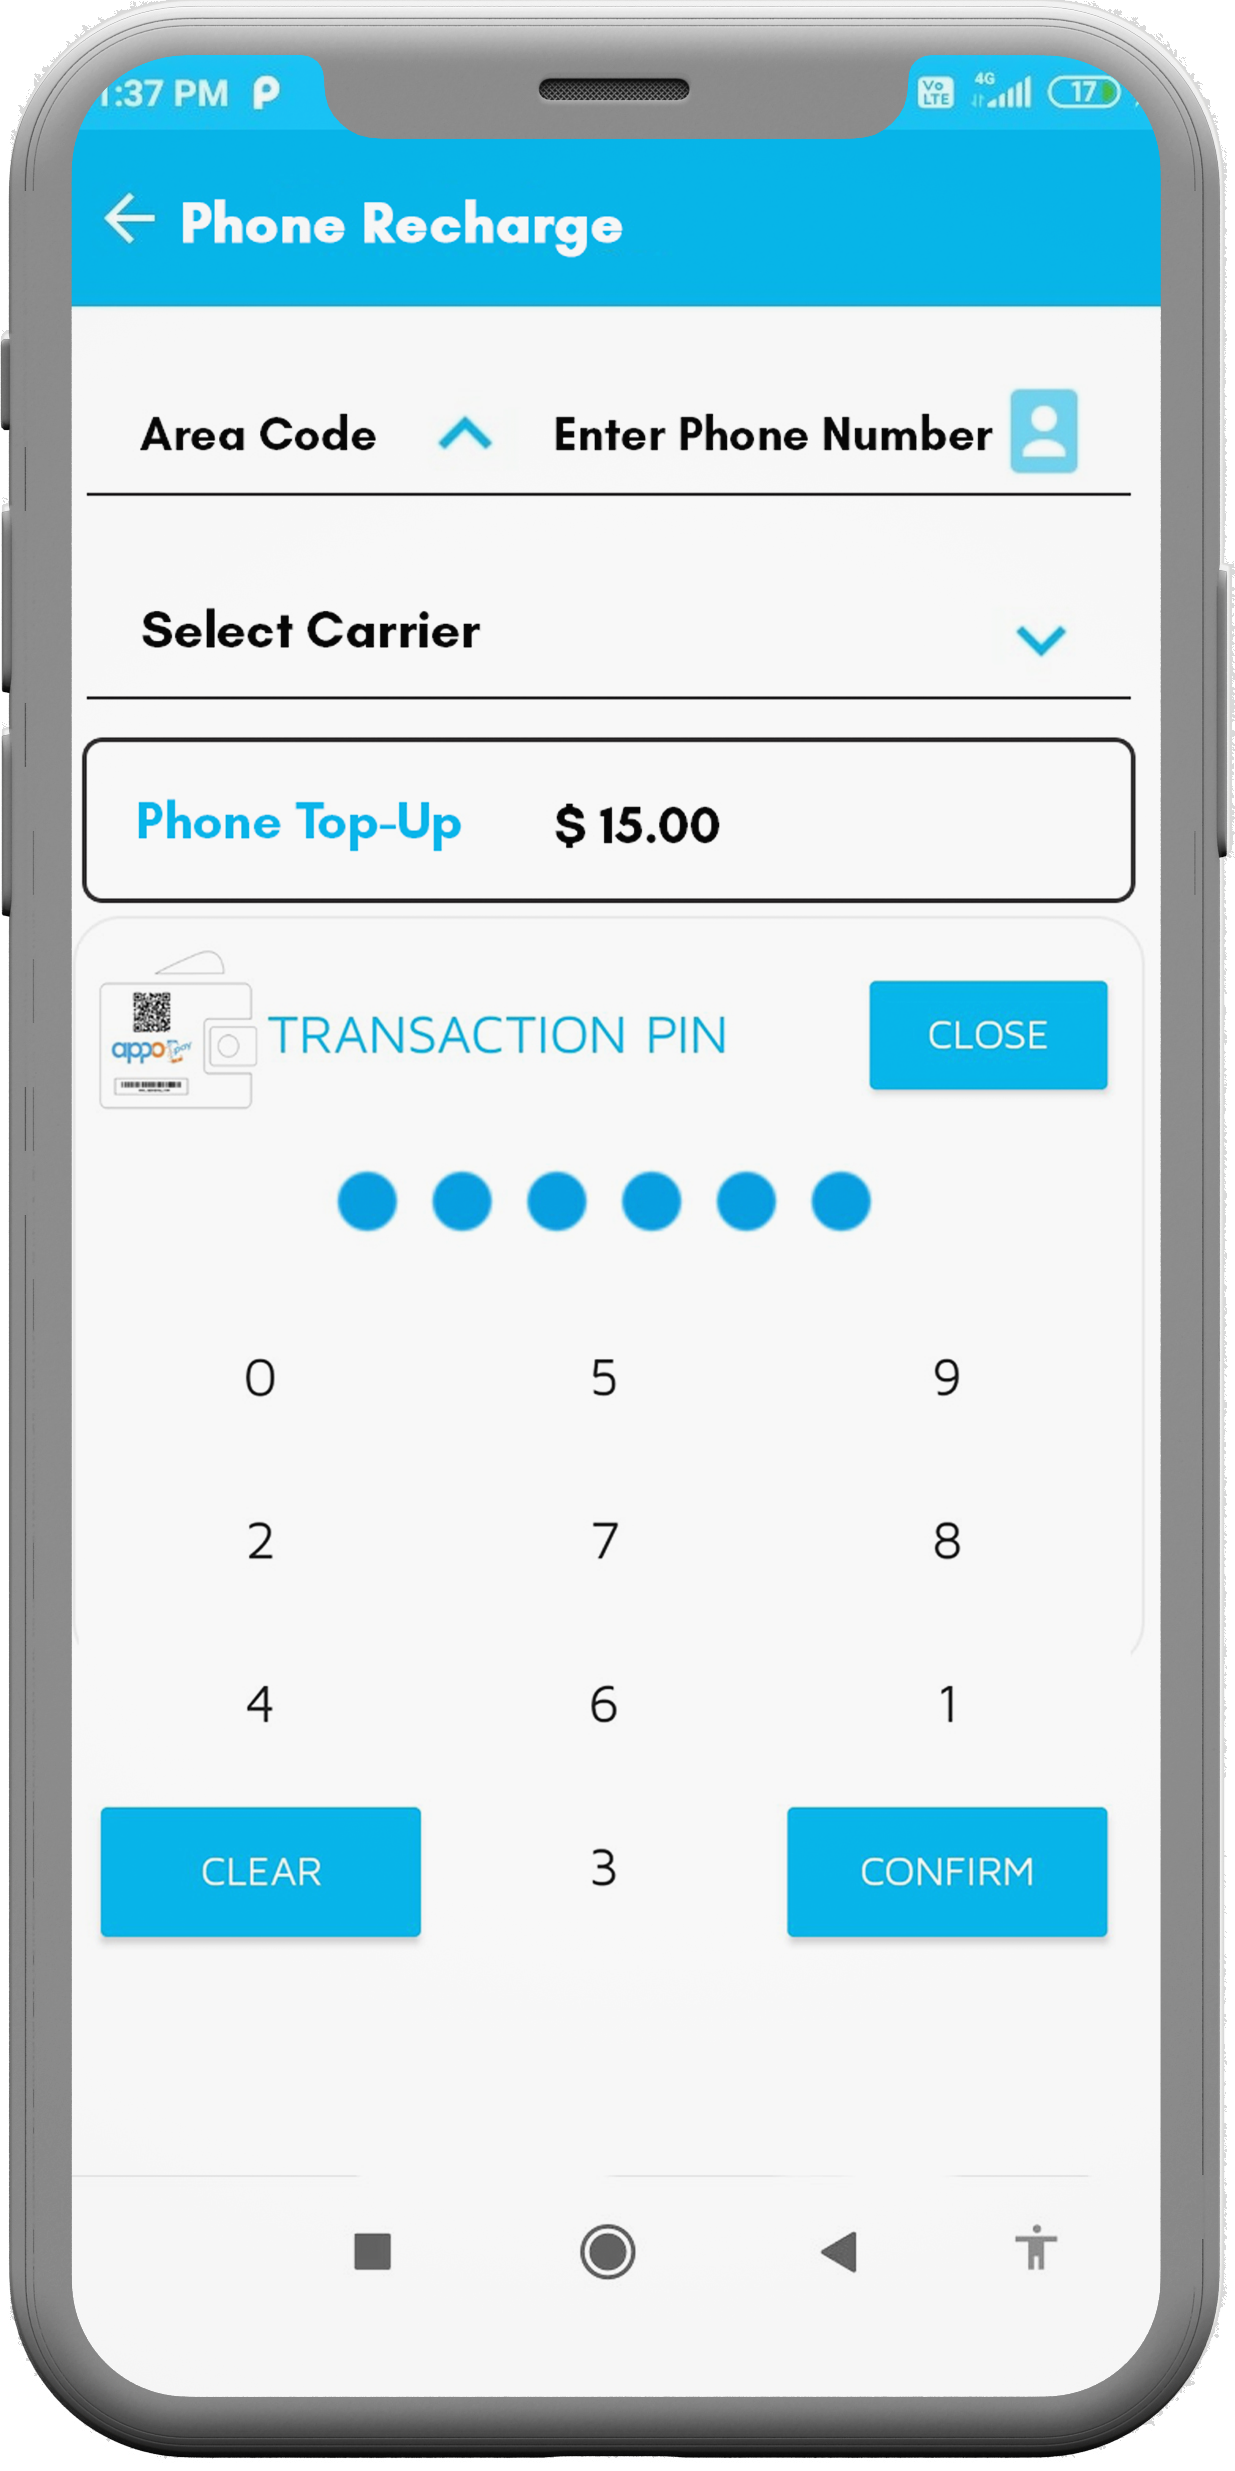 1:37 PM
Vo LTE 4G 17
Phone Recharge
Area Code Enter Phone Number
Select Carrier
Phone Top-Up $ 15.00
appo pay
TRANSACTION PIN CLOSE
0 5 9
2 7 8
4 6 1
CLEAR 3 CONFIRM